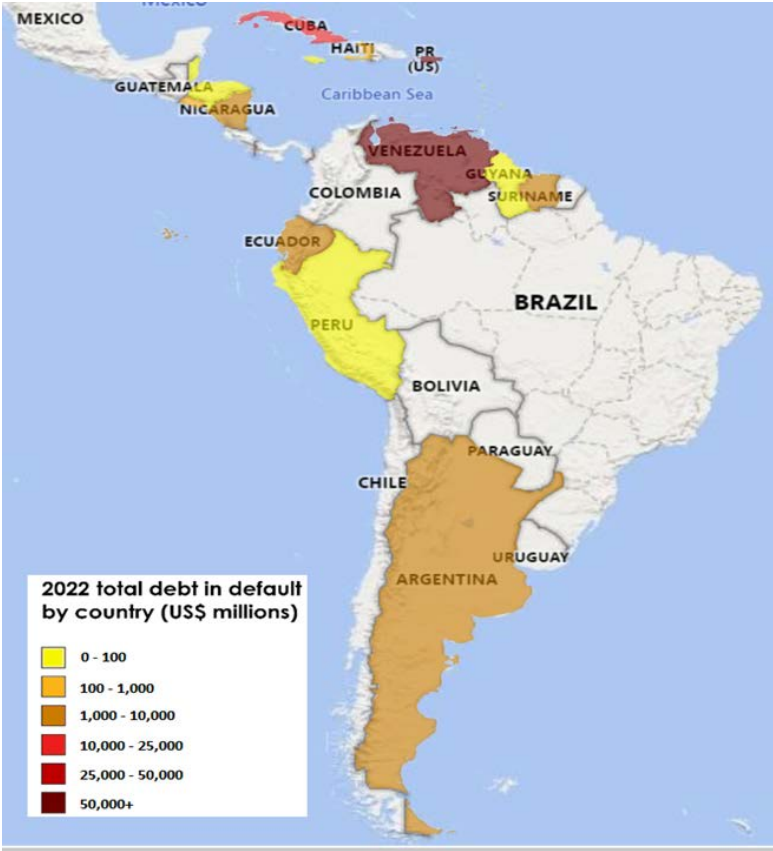 Mexico
MEXICO
CUBA
HAITI
PR
(US)
GUATEMALA
Caribbean Sea
NICARAGUA
VENEZUELA
GUYANA
COLOMBIA
SURINAME
ECUADOR
BRAZIL
PERU
BOLIVIA
PARAGUAY
CHILE
URUGUAY
ARGENTINA
2022 total debt in default
by country (US$ millions)
0 - 100
100 - 1,000
1,000 - 10,000
10,000 - 25,000
25,000 - 50,000
50,000+